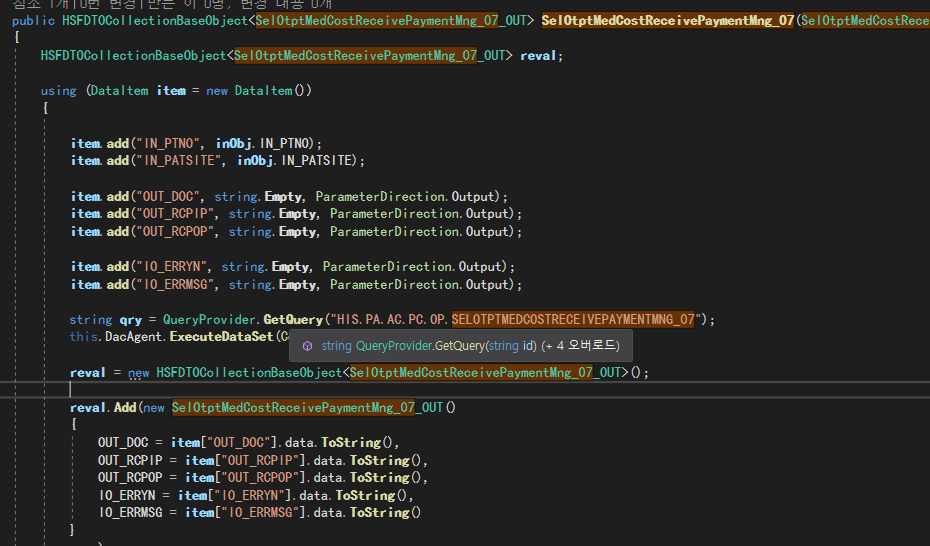 참조 1개|0번 변경|만든 이 0명, 변경 내용 0개
public HSFDTOCollectionBaseObject<SelOtptMedCostReceivePaymentMng_07_OUT> SelOtptMedCostReceivePaymentMng_07(SelOtptMedCostRece
{
HSFDTOCollectionBaseObject<SelOtptMedCostReceivePaymentMng_07_OUT> reval;
using (DataItem item = new DataItem())
{
item.add("IN_PTNO", inObj.IN_PTNO);
item.add("IN_PATSITE", inObj.IN_PATSITE);
item.add("OUT_DOC", string.Empty, ParameterDirection.Output);
item.add("OUT_RCPIP", string.Empty, ParameterDirection.Output);
item.add("OUT_RCPOP", string.Empty, ParameterDirection.Output);
item.add("IO_ERRYN", string.Empty, ParameterDirection.Output);
item.add("IO_ERRMSG", string.Empty, ParameterDirection.Output);
string qry = QueryProvider.GetQuery("HIS.PA.AC.PC.OP.SELOTPTMEDCOSTRECEIVEPAYMENTMNG_07");
this.DacAgent.ExecuteDataSet(C
string QueryProvider.GetQuery(string id) (+ 4 오버로드)
reval = new HSFDTOCollectionBaseObject<SelOtptMedCostReceivePaymentMng_07_OUT>();
reval.Add(new SelOtptMedCostReceivePaymentMng_07_OUT()
{
OUT_DOC = item["OUT_DOC"].data.ToString(),
OUT_RCPIP = item["OUT_RCPIP"].data.ToString(),
OUT_RCPOP = item["OUT_RCPOP"].data.ToString(),
IO_ERRYN = item["IO_ERRYN"].data.ToString(),
IO_ERRMSG = item["IO_ERRMSG"].data.ToString()
}